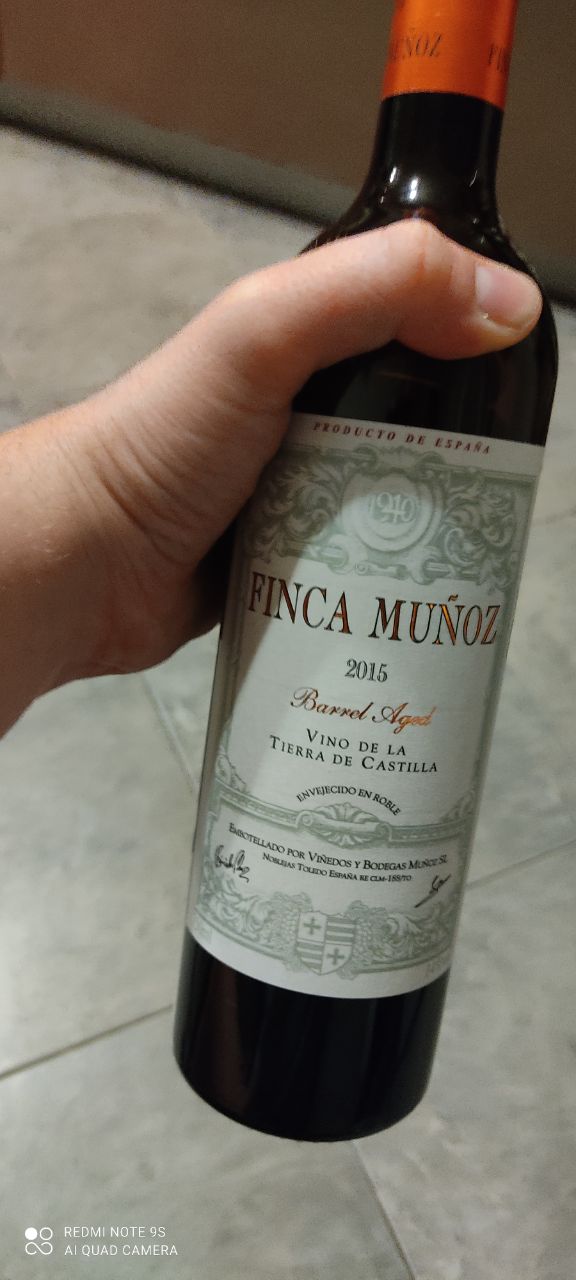 MUÑOZ
PRODUCTO DE ESPAÑA
1940
FINCA MUÑOZ
2015
Barrel Aged
VINO DE LA
TIERRA DE CASTILLA
ENVEJECIDO EN ROBLE
EMBOTELLADO POR VIÑEDOS Y BODEGAS MUÑOZ SL
NOBLEJAS TOLEDO ESPAÑA RE CLM-188/TO
REDMI NOTE 9S
AI QUAD CAMERA